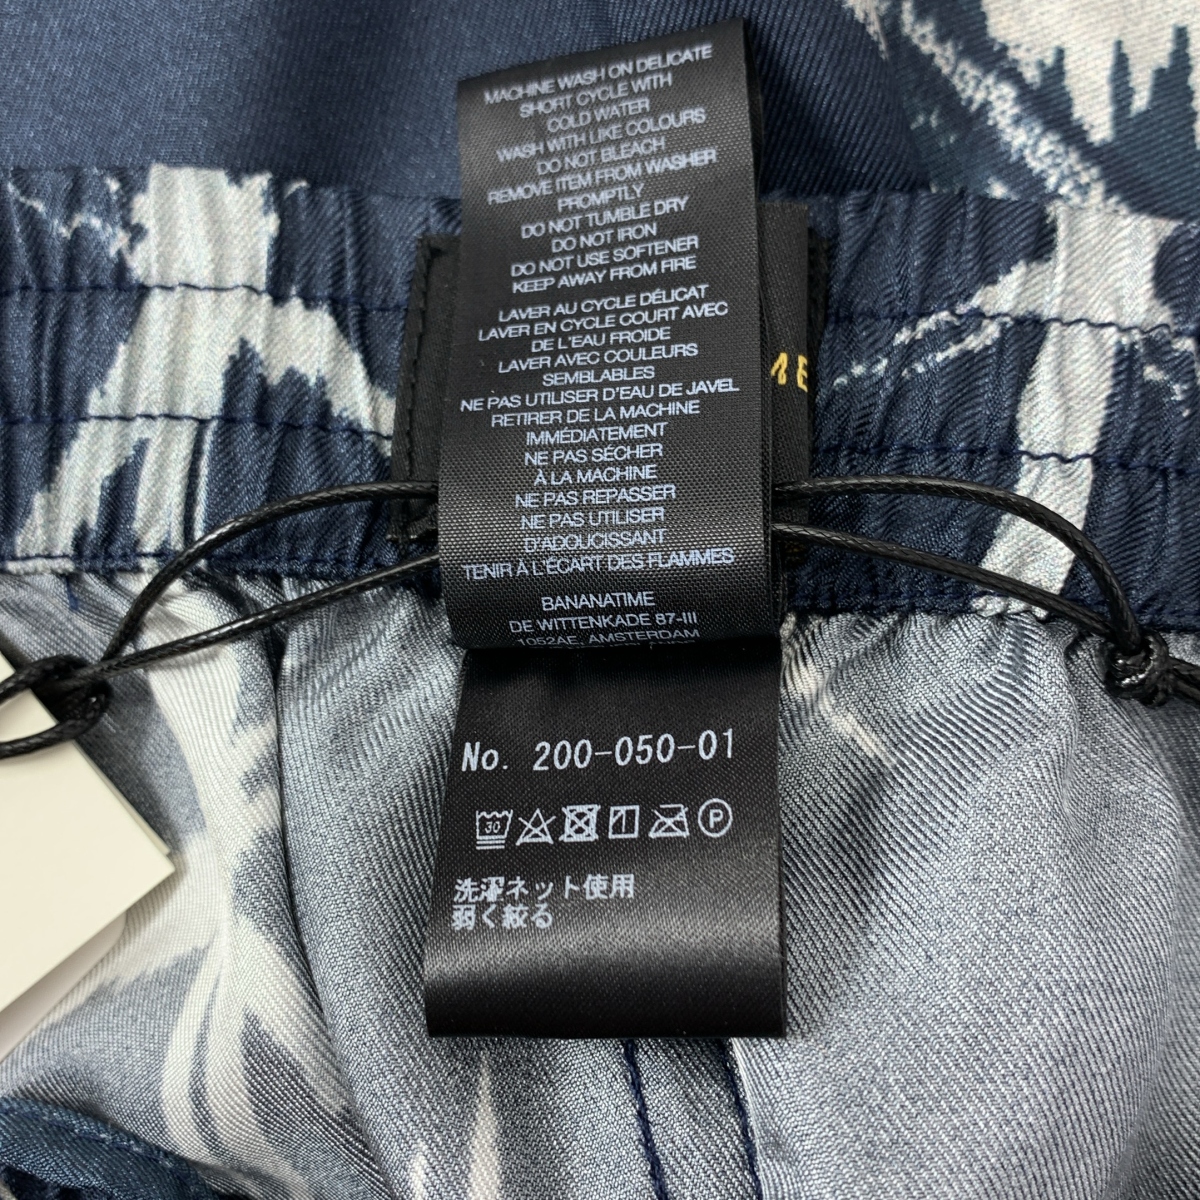 MACHINE WASH ON DELICATE
SHORT CYCLE WITH
COLD WATER
WASH WITH LIKE COLOURS
DO NOT BLEACH
REMOVE ITEM FROM WASHER
PROMPTLY
DO NOT TUMBLE DRY
DO NOT IRON
DO NOT USE SOFTENER
KEEP AWAY FROM FIRE
LAVER AU CYCLE DÉLICAT
LAVER EN CYCLE COURT AVEC
DE L'EAU FROIDE
LAVER AVEC COULEURS
SEMBLABLES
NE PAS UTILISER D'EAU DE JAVEL
RETIRER DE LA MACHINE
IMMÉDIATEMENT
NE PAS SÉCHER
À LA MACHINE
NE PAS REPASSER
NE PAS UTILISER
D'ADOUCISSANT
TENIR À L'ÉCART DES FLAMMES
BANANATIME
DE WITTENKADE 87-III
1052AE, AMSTERDAM
ME
No. 200-050-01
30 P
洗濯ネット使用
弱く絞る